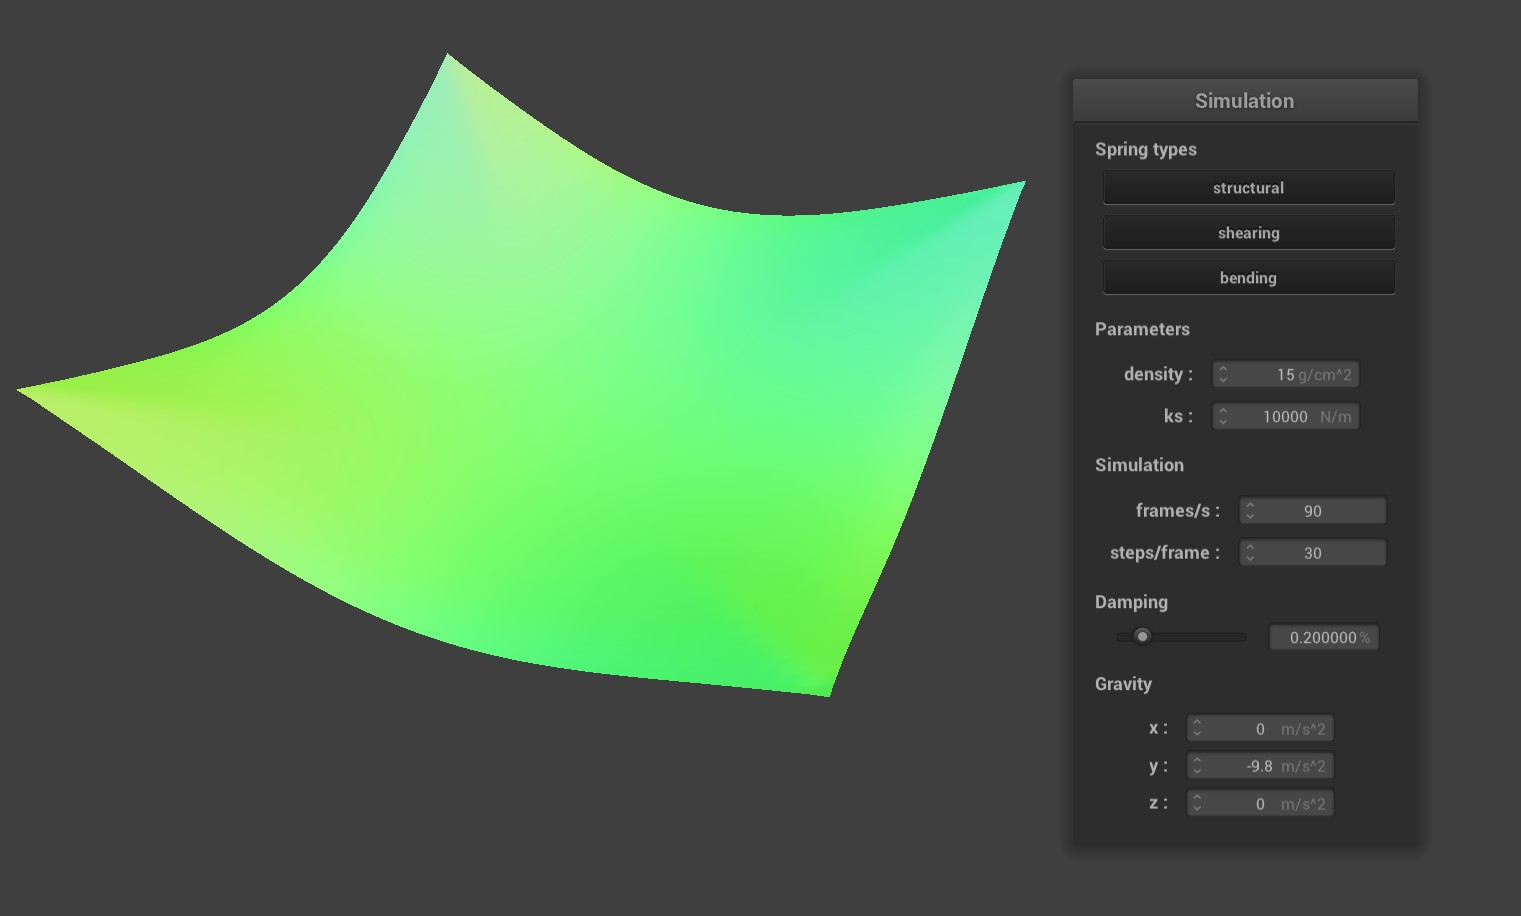 Simulation
Spring types
structural
shearing
bending
Parameters
density : 15 g/cm^2
ks : 10000 N/m
Simulation
frames/s : 90
steps/frame : 30
Damping
0.200000 %
Gravity
x : 0 m/s^2
y : -9.8 m/s^2
z : 0 m/s^2